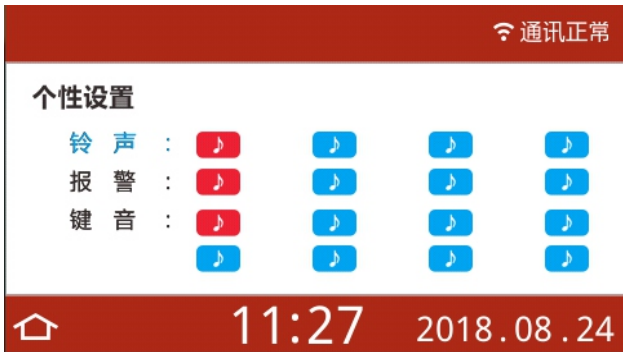 通讯正常
个性设置
铃 声 :
报 警 :
键 音 :
11:27 2018.08.24